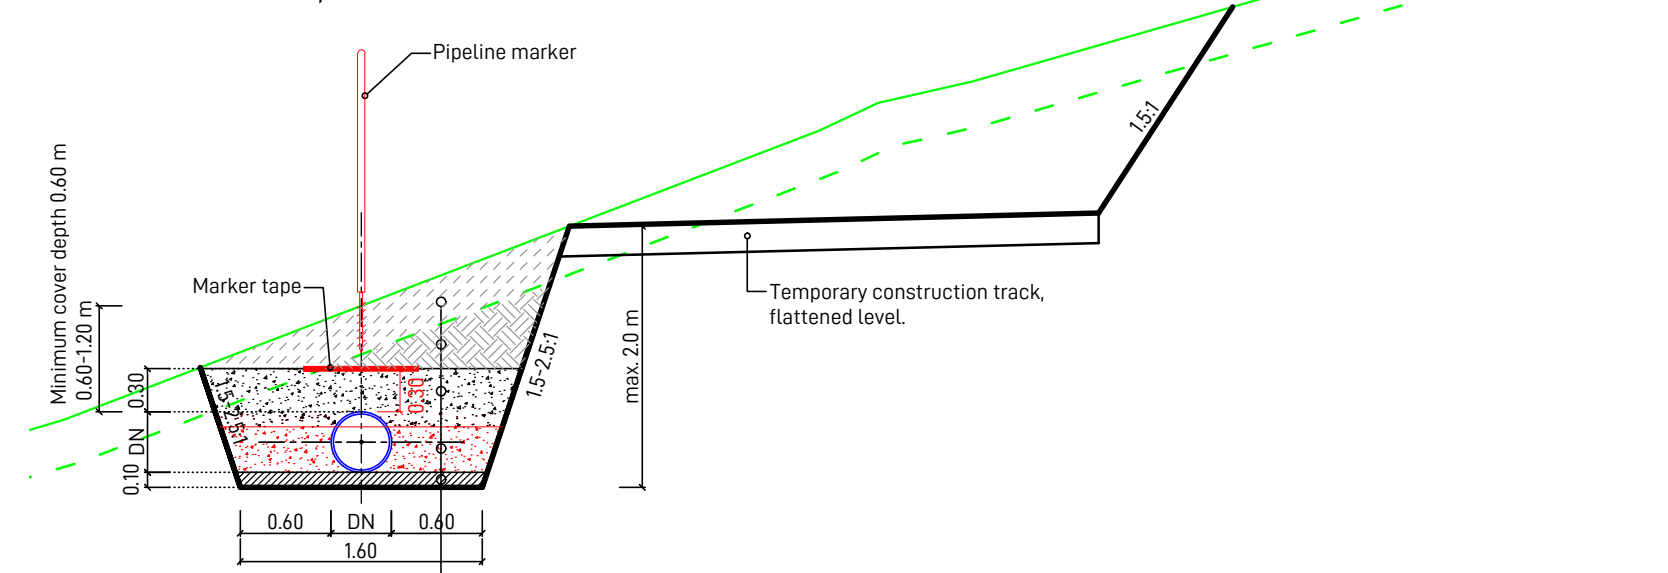 Pipeline marker
1.5:1
Minimum cover depth 0.60 m
0.60-1.20 m
Marker tape
Temporary construction track,
flattened level.
max. 2.0 m
1.5-2.5:1
0.30
0.30
1.5-2.5:1
DN
0.10
0.60
DN
0.60
1.60